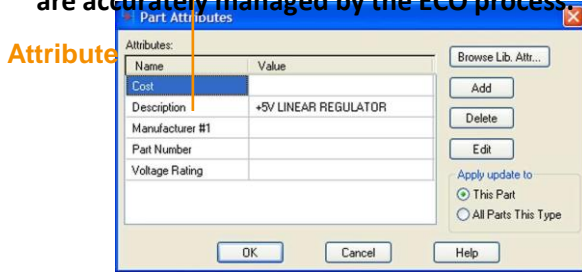 are accurately managed by the ECO process.
Part Attributes
Attribute
Attributes:
Name Value
Cost
Description +5V LINEAR REGULATOR
Manufacturer #1
Part Number
Voltage Rating
Browse Lib. Attr...
Add
Delete
Edit
Apply update to
This Part
All Parts This Type
OK Cancel Help